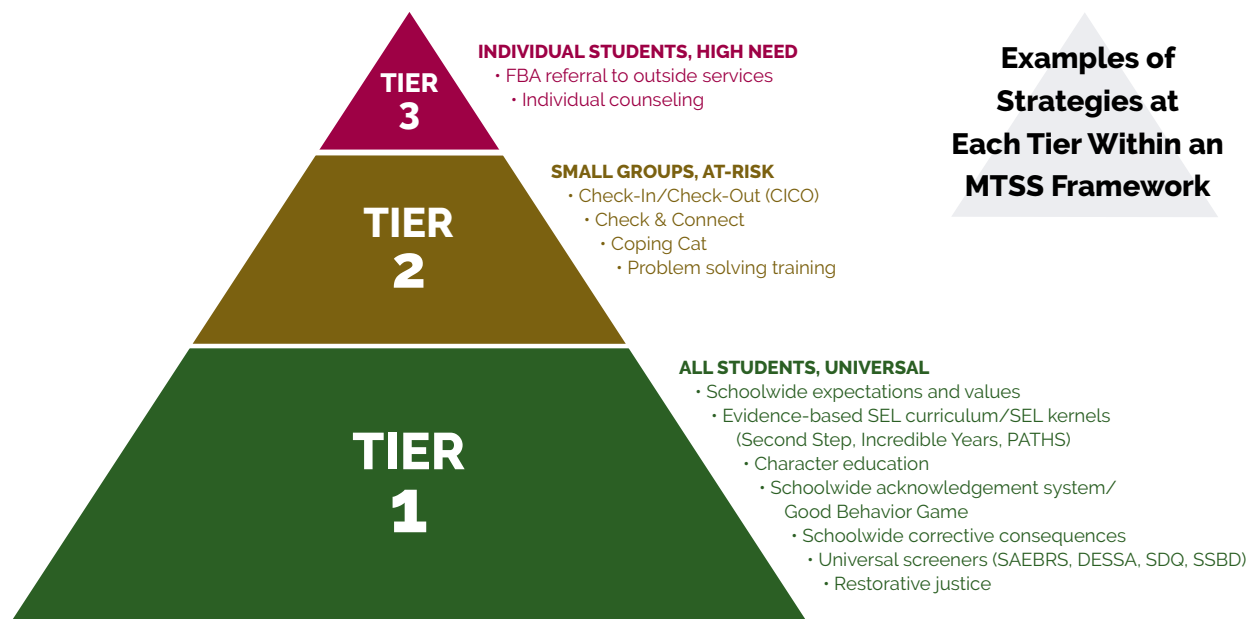 Examples of
Strategies at
Each Tier Within an
MTSS Framework
TIER
3
INDIVIDUAL STUDENTS, HIGH NEED
• FBA referral to outside services
• Individual counseling
TIER
2
SMALL GROUPS, AT-RISK
• Check-In/Check-Out (CICO)
• Check & Connect
• Coping Cat
• Problem solving training
TIER
1
ALL STUDENTS, UNIVERSAL
• Schoolwide expectations and values
• Evidence-based SEL curriculum/SEL kernels
(Second Step, Incredible Years, PATHS)
• Character education
• Schoolwide acknowledgement system/
Good Behavior Game
• Schoolwide corrective consequences
• Universal screeners (SAEBRS, DESSA, SDQ, SSBD)
• Restorative justice